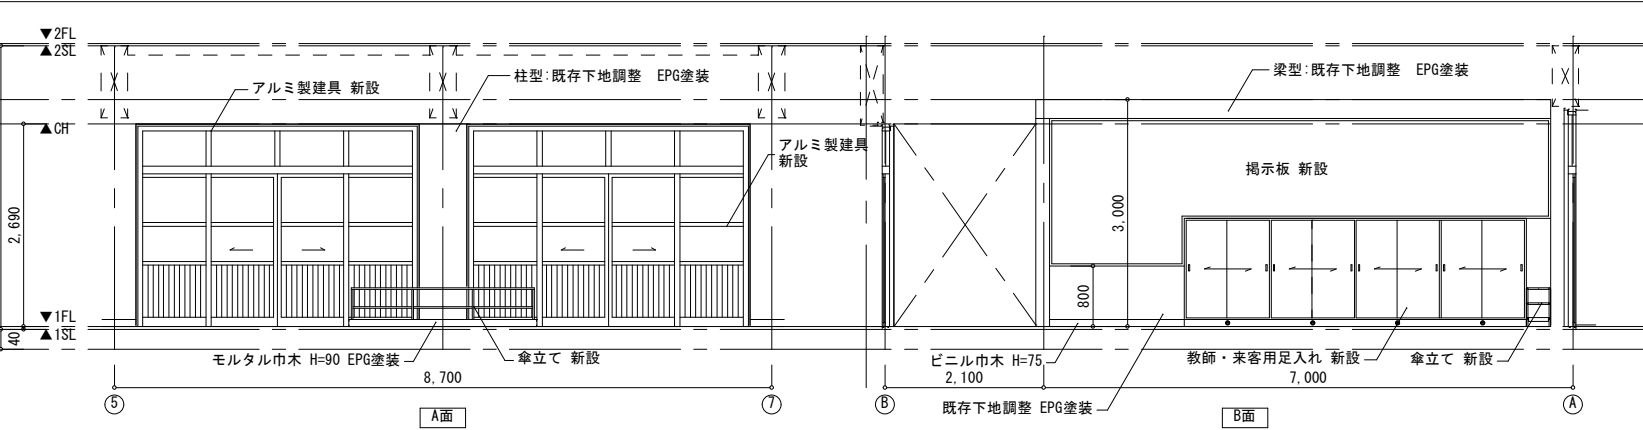 ▼2FL
▲2SL
アルミ製建具 新設
柱型:既存下地調整 EPG塗装
梁型:既存下地調整 EPG塗装
▲CH
アルミ製建具
新設
掲示板 新設
2,690
3,000
800
▼1FL
▲1SL
40
モルタル巾木 H=90 EPG塗装
傘立て 新設
ビニル巾木 H=75
教師・来客用足入れ 新設
傘立て 新設
8,700
2,100
7,000
既存下地調整 EPG塗装
5
7
B
A
A面
B面